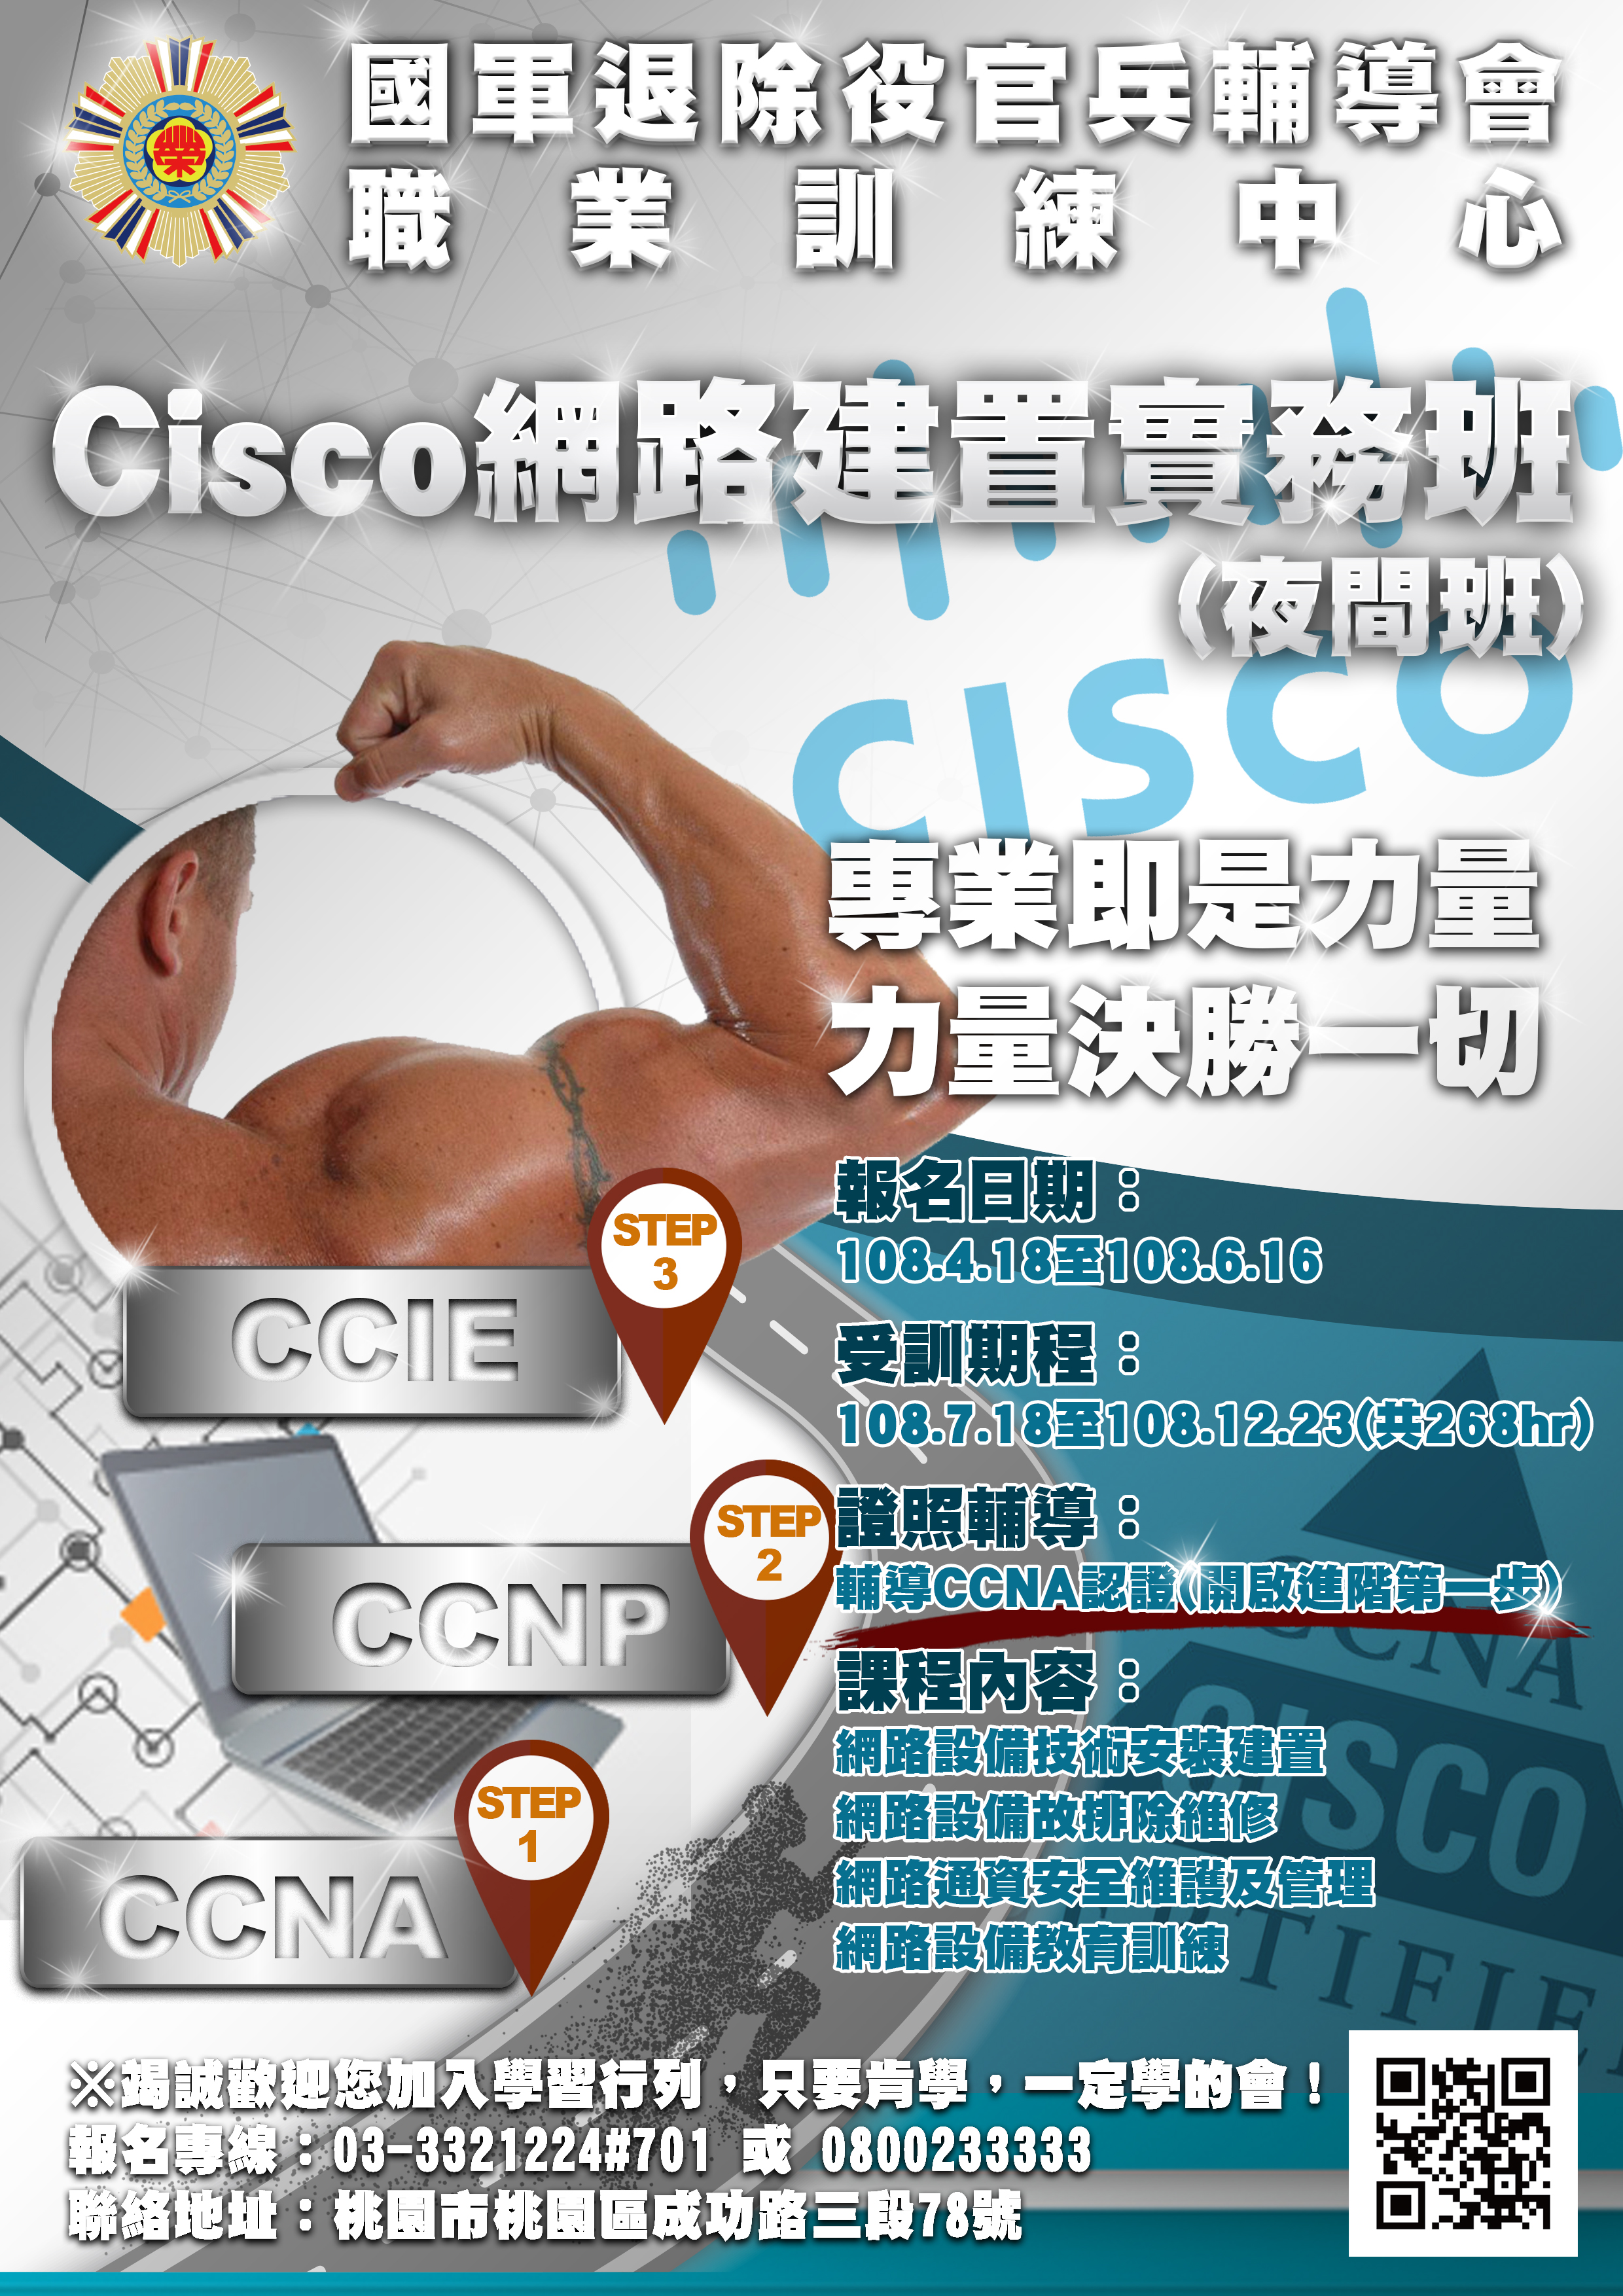 國軍退除役官兵輔導會
職業訓練中心
榮
Cisco網路建置實務班
(夜間班)
CISCO
專業即是力量
力量決勝一切
報名日期：
108.4.18至108.6.16
受訓期程：
108.7.18至108.12.23(共268hr)
證照輔導：
輔導CCNA認證(開啟進階第一步)
課程內容：
網路設備技術安裝建置
網路設備故排除維修
網路通資安全維護及管理
網路設備教育訓練
STEP
3
CCIE
STEP
2
CCNP
STEP
1
CCNA
CCNA
CISCO
TIFIE
※竭誠歡迎您加入學習行列，只要肯學，一定學的會！
報名專線：03-3321224#701 或 0800233333
聯絡地址：桃園市桃園區成功路三段78號